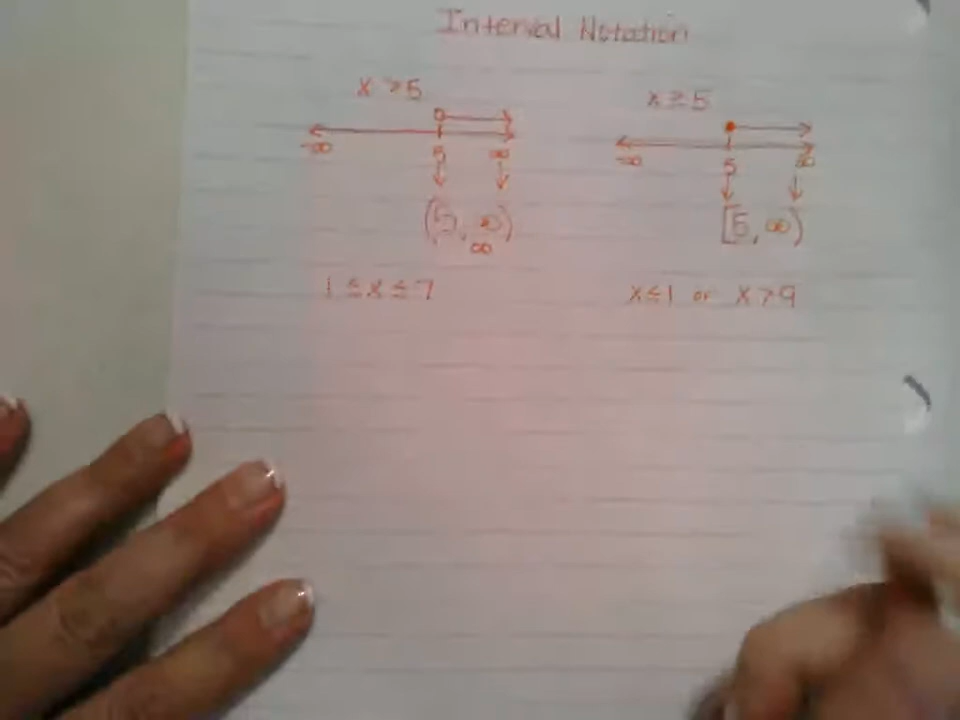 Interval Notation
x > 5
x ≥ 5
-∞ 5 ∞
-∞ 5 ∞
(5, ∞)
∞
[5, ∞)
1 ≤ x ≤ 7
x ≤ 1 or x > 9